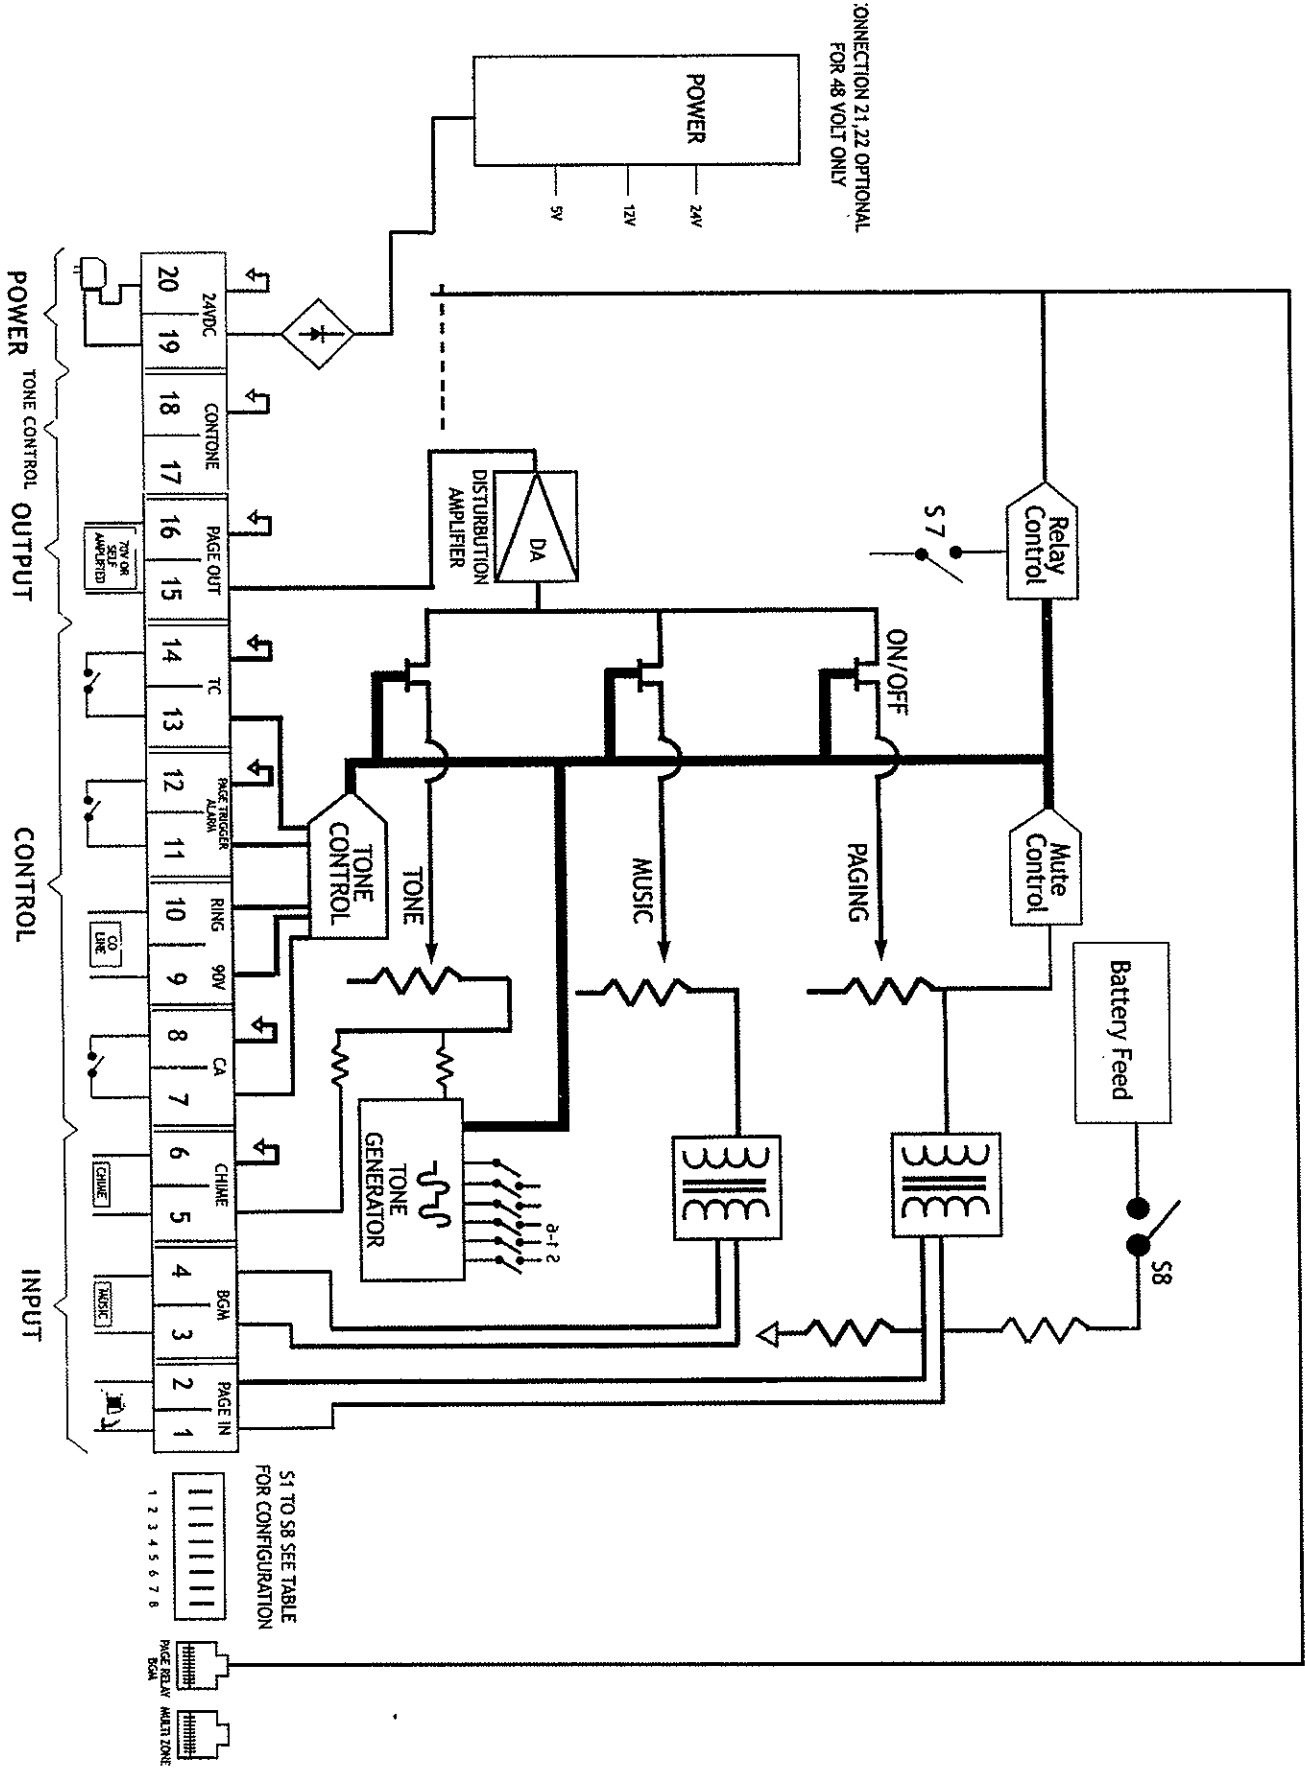 CONNECTION 21,22 OPTIONAL
FOR 48 VOLT ONLY
POWER
24V
12V
5V
Relay
Control
S 7
Mute
Control
Battery Feed
S8
ON/OFF
PAGING
MUSIC
TONE
DA
DISTURBUTION
AMPLIFIER
TONE
CONTROL
TONE
GENERATOR
S 1-6
24VDC
20
19
CONTONE
18
17
PAGE OUT
16
15
TC
14
13
PAGE TRIGGER
ALARM
12
11
RING
90V
10
9
CA
8
7
CHIME
6
5
BGM
4
3
PAGE IN
2
1
70V OR
SELF
AMPLIFIED
CO
LINE
CHIME
MUSIC
POWER
TONE CONTROL
OUTPUT
CONTROL
INPUT
S1 TO S8 SEE TABLE
FOR CONFIGURATION
1 2 3 4 5 6 7 8
PAGE RELAY
BGM
MULTI ZONE